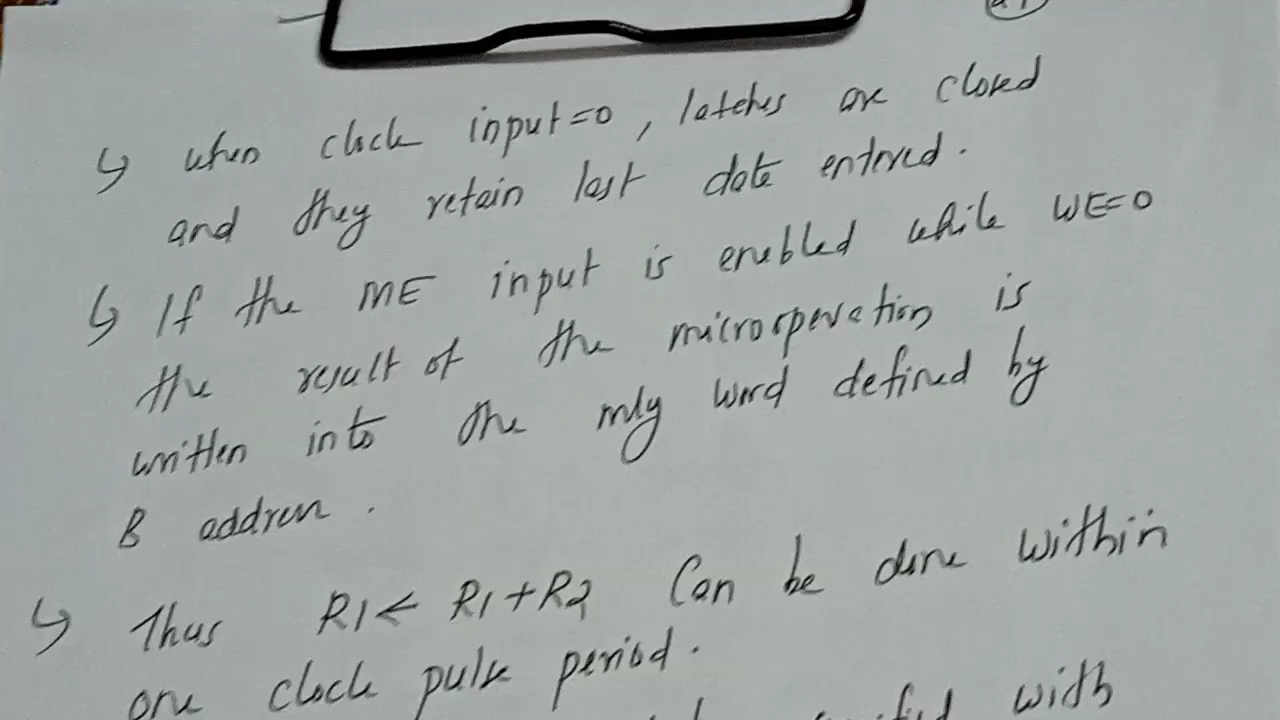 ↳ when clock input=0, latches are closed
and they retain last data entered.
↳ If the ME input is enabled while WE=0
the result of the microoperation is
written into the mly word defined by
B address.
↳ Thus R1← R1+R2 Can be done within
one clock pulse period.
with